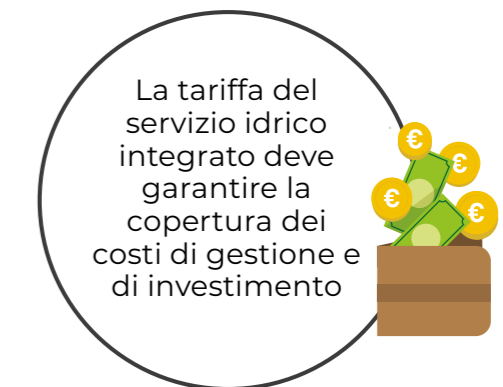 La tariffa del
servizio idrico
integrato deve
garantire la
copertura dei
costi di gestione e
di investimento
€
€
€
€